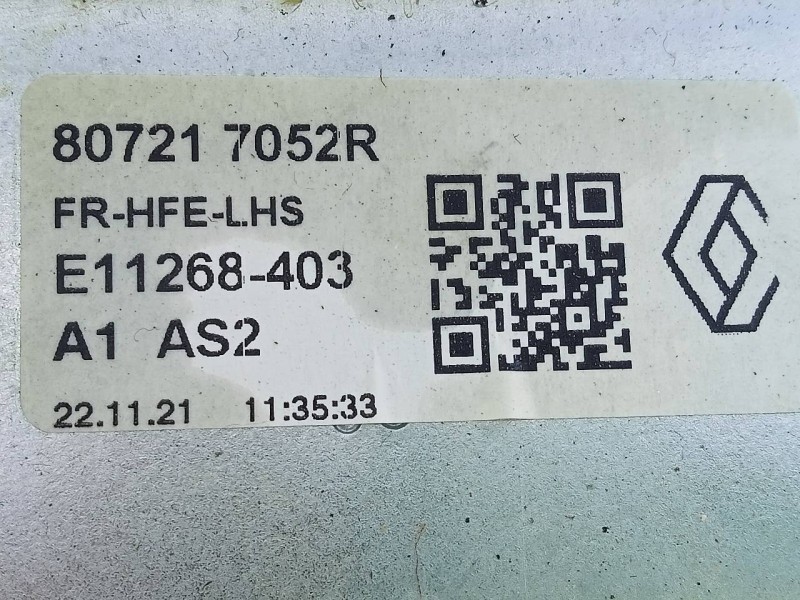 80721 7052R
FR-HFE-LHS
E11268-403
A1 AS2
22.11.21 11:35:33